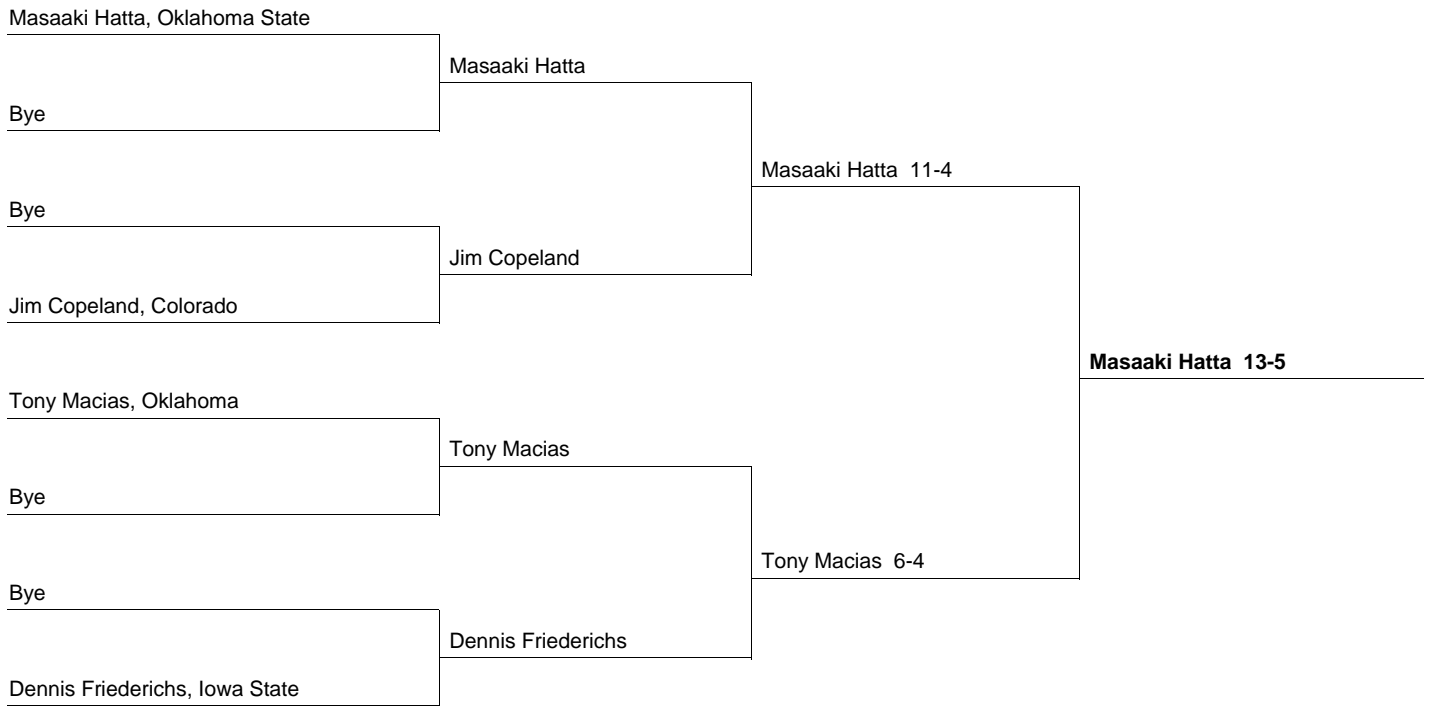 Masaaki Hatta, Oklahoma State
Masaaki Hatta
Bye
Masaaki Hatta  11-4
Bye
Jim Copeland
Jim Copeland, Colorado
Masaaki Hatta  13-5
Tony Macias, Oklahoma
Tony Macias
Bye
Tony Macias  6-4
Bye
Dennis Friederichs
Dennis Friederichs, Iowa State